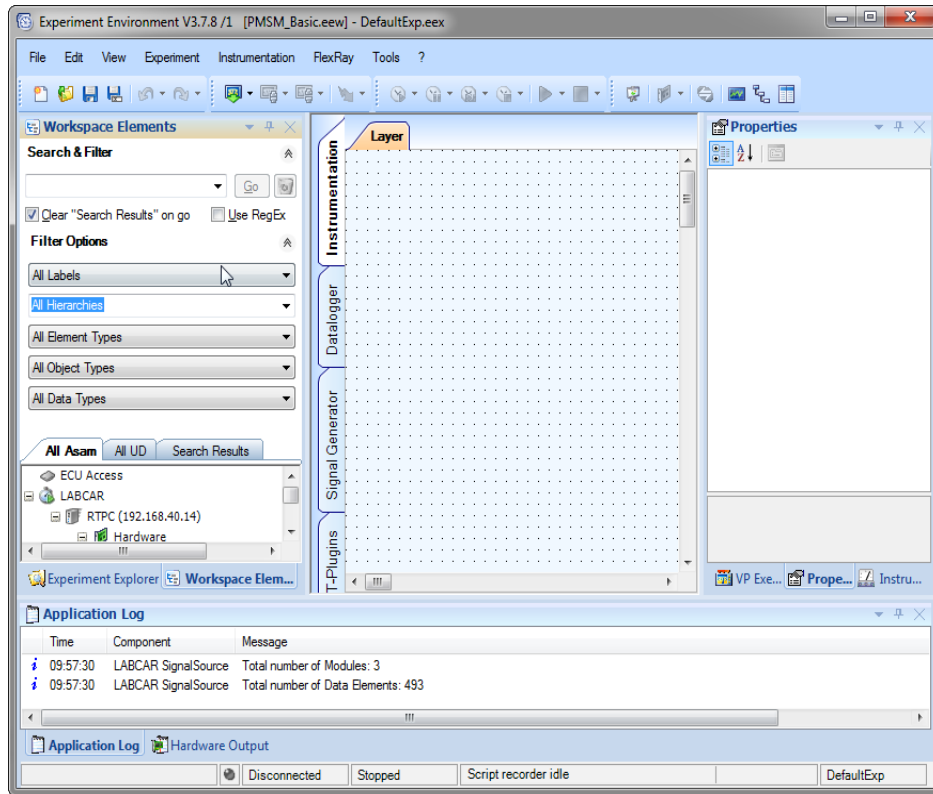 Experiment Environment V3.7.8 /1 [PMSM_Basic.eew] - DefaultExp.eex
File Edit View Experiment Instrumentation FlexRay Tools ?
Workspace Elements
Search & Filter
Go
Clear "Search Results" on go Use RegEx
Filter Options
All Labels
All Hierarchies
All Element Types
All Object Types
All Data Types
All Asam All UD Search Results
ECU Access
LABCAR
RTPC (192.168.40.14)
Hardware
Experiment Explorer Workspace Elem...
Layer
Instrumentation
Datalogger
Signal Generator
T-Plugins
Properties
VP Exe... Prope... Instru...
Application Log
Time Component Message
09:57:30 LABCAR SignalSource Total number of Modules: 3
09:57:30 LABCAR SignalSource Total number of Data Elements: 493
Application Log Hardware Output
Disconnected Stopped Script recorder idle DefaultExp